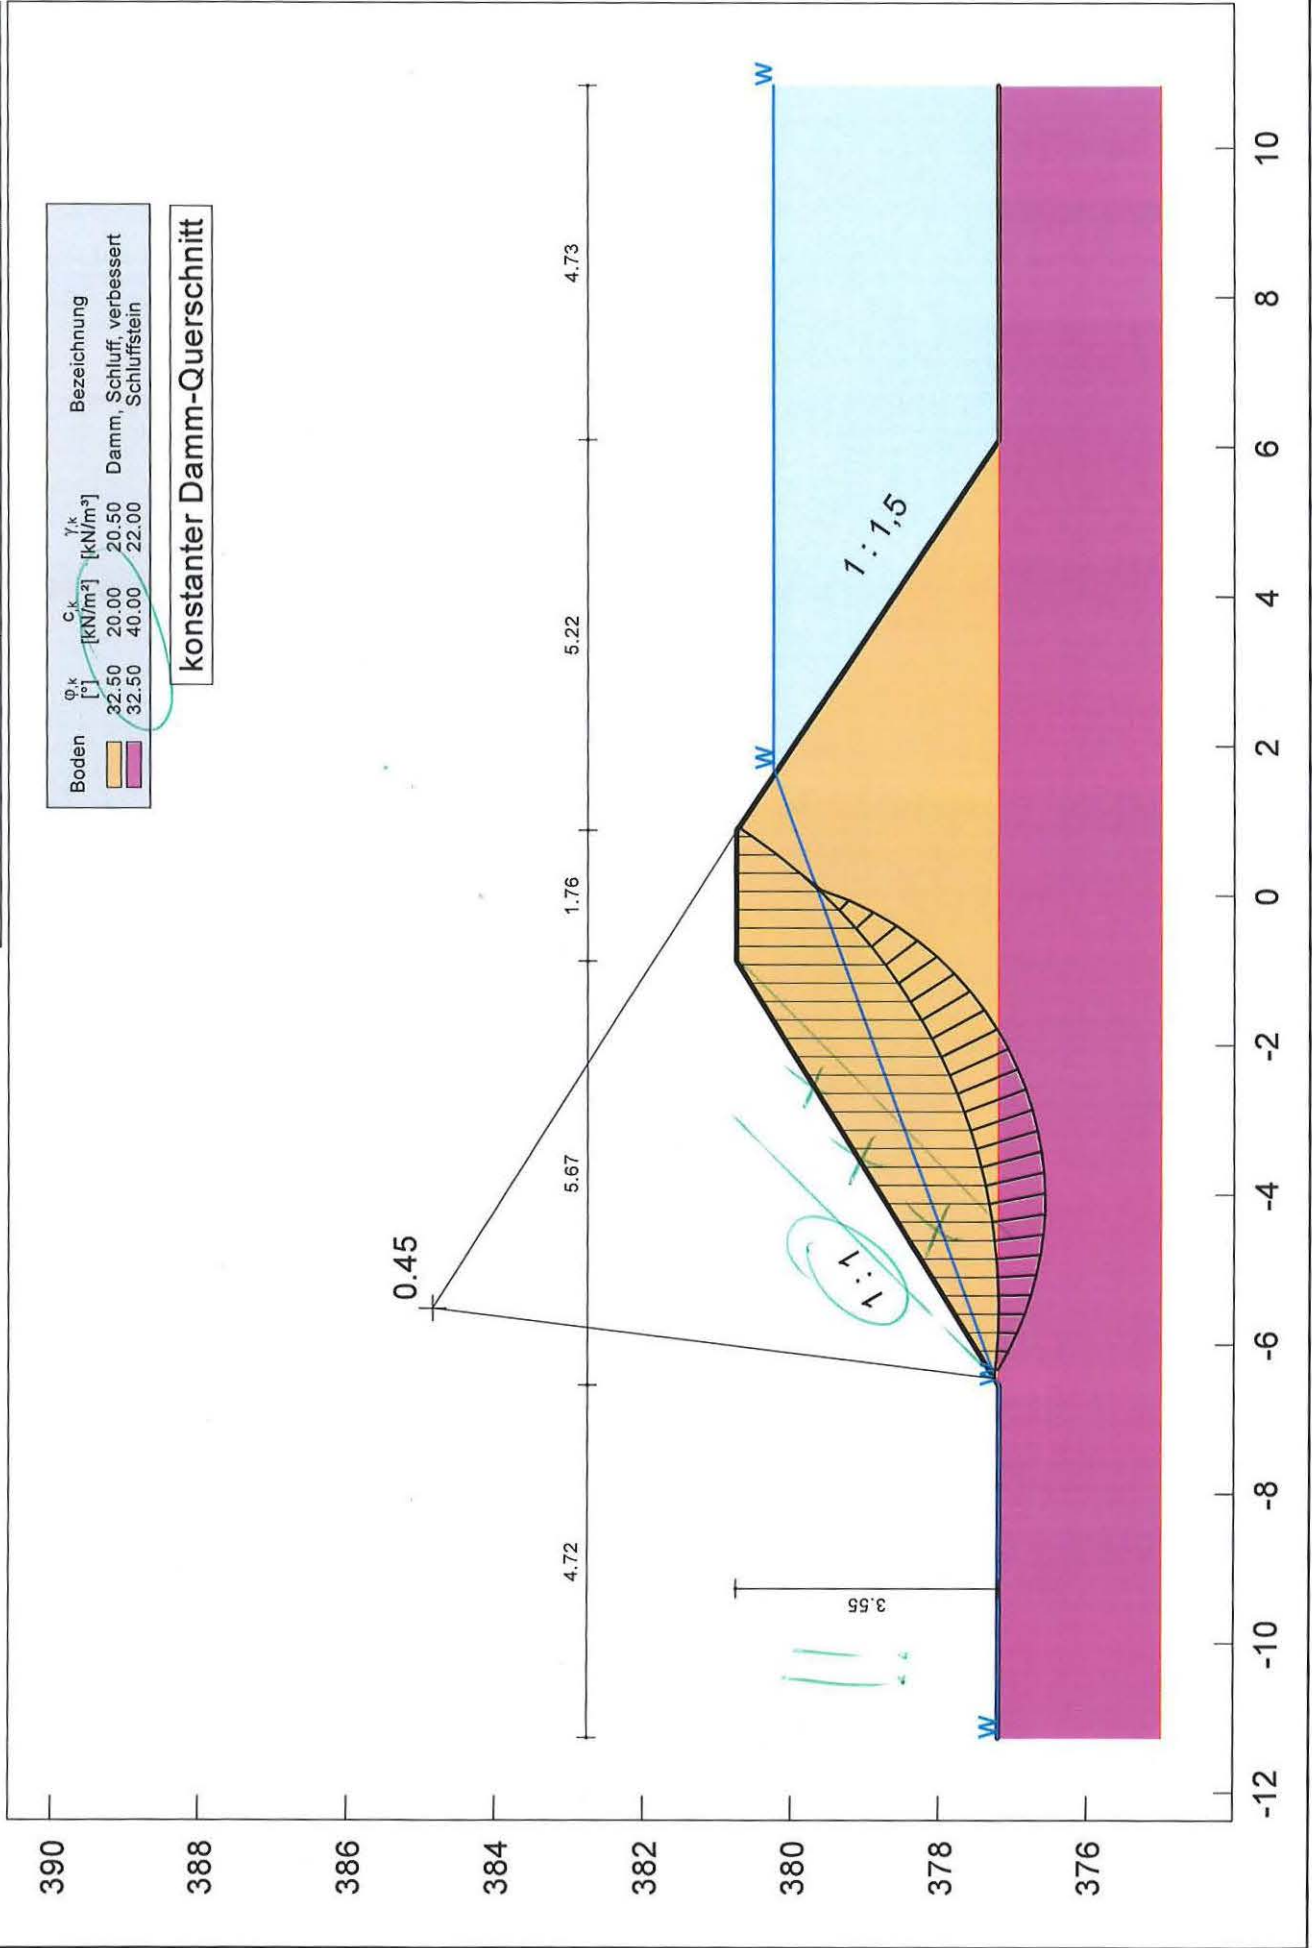 Boden φ,k c,k γ,k Bezeichnung
[°] [kN/m²] [kN/m³]
32.50 20.00 20.50 Damm, Schluff, verbessert
32.50 40.00 22.00 Schluffstein
konstanter Damm-Querschnitt
0.45
4.72 5.67 1.76 5.22 4.73
W W
1:1
1 : 1,5
3.55
!!
W W
390
388
386
384
382
380
378
376
-12 -10 -8 -6 -4 -2 0 2 4 6 8 10